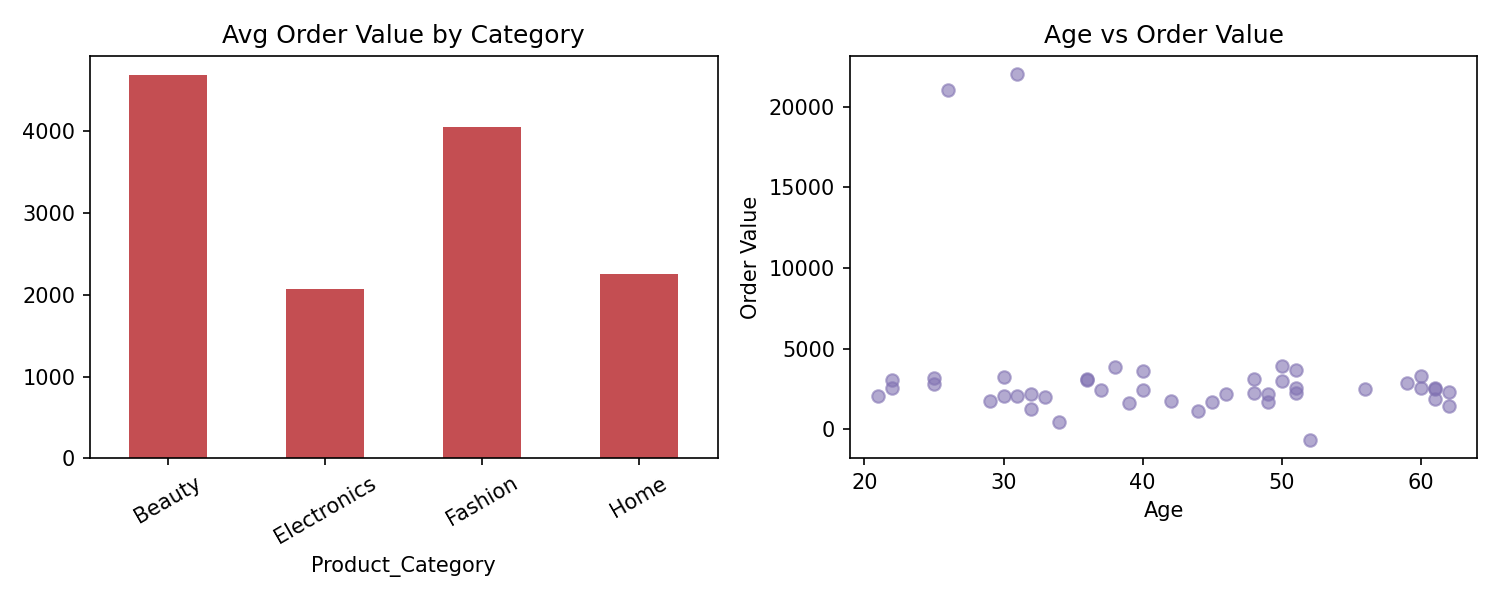 Avg Order Value by Category
4000
3000
2000
1000
0
Beauty
Electronics
Fashion
Home
Product_Category
Age vs Order Value
Order Value
20000
15000
10000
5000
0
20
30
40
50
60
Age